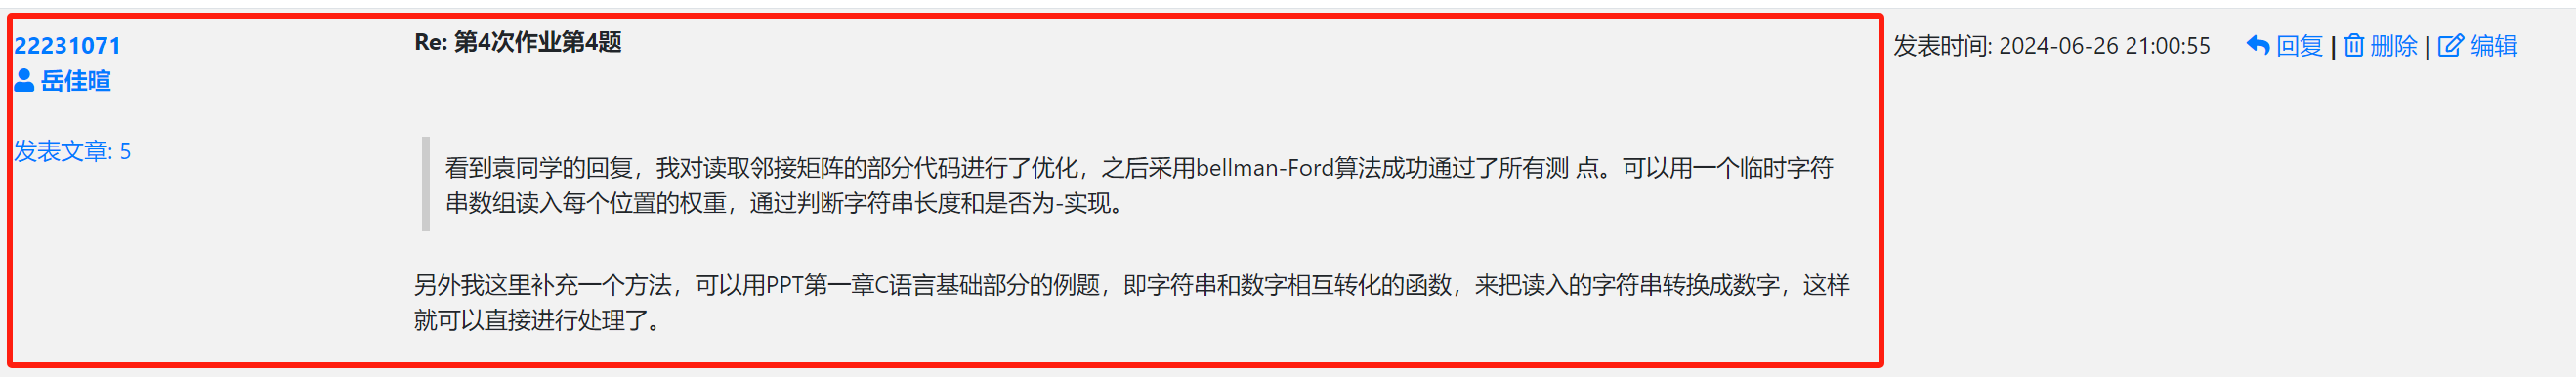 22231071
岳佳暄
发表文章: 5
Re: 第4次作业第4题
看到袁同学的回复，我对读取邻接矩阵的部分代码进行了优化，之后采用bellman-Ford算法成功通过了所有测 点。可以用一个临时字符
串数组读入每个位置的权重，通过判断字符串长度和是否为-实现。
另外我这里补充一个方法，可以用PPT第一章C语言基础部分的例题，即字符串和数字相互转化的函数，来把读入的字符串转换成数字，这样
就可以直接进行处理了。
发表时间: 2024-06-26 21:00:55 回复 | 删除 | 编辑